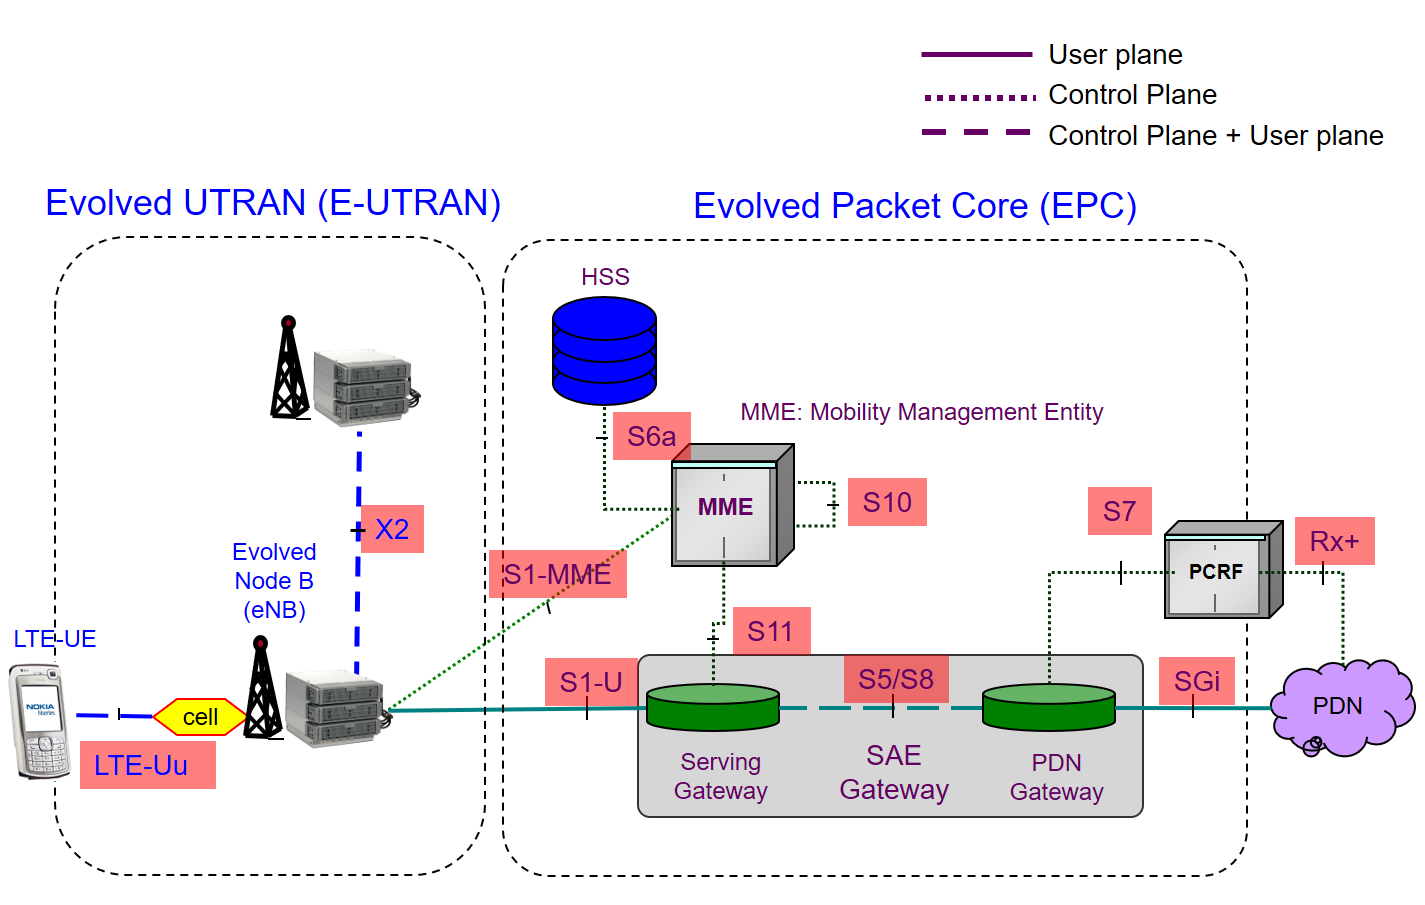 User plane
Control Plane
Control Plane + User plane
Evolved UTRAN (E-UTRAN)
Evolved Packet Core (EPC)
HSS
MME: Mobility Management Entity
S6a
MME
S10
S7
Rx+
X2
PCRF
Evolved
Node B
(eNB)
S1-MME
S11
LTE-UE
S1-U
S5/S8
SGi
NOKIA
Nseries
cell
PDN
LTE-Uu
Serving
Gateway
SAE
Gateway
PDN
Gateway